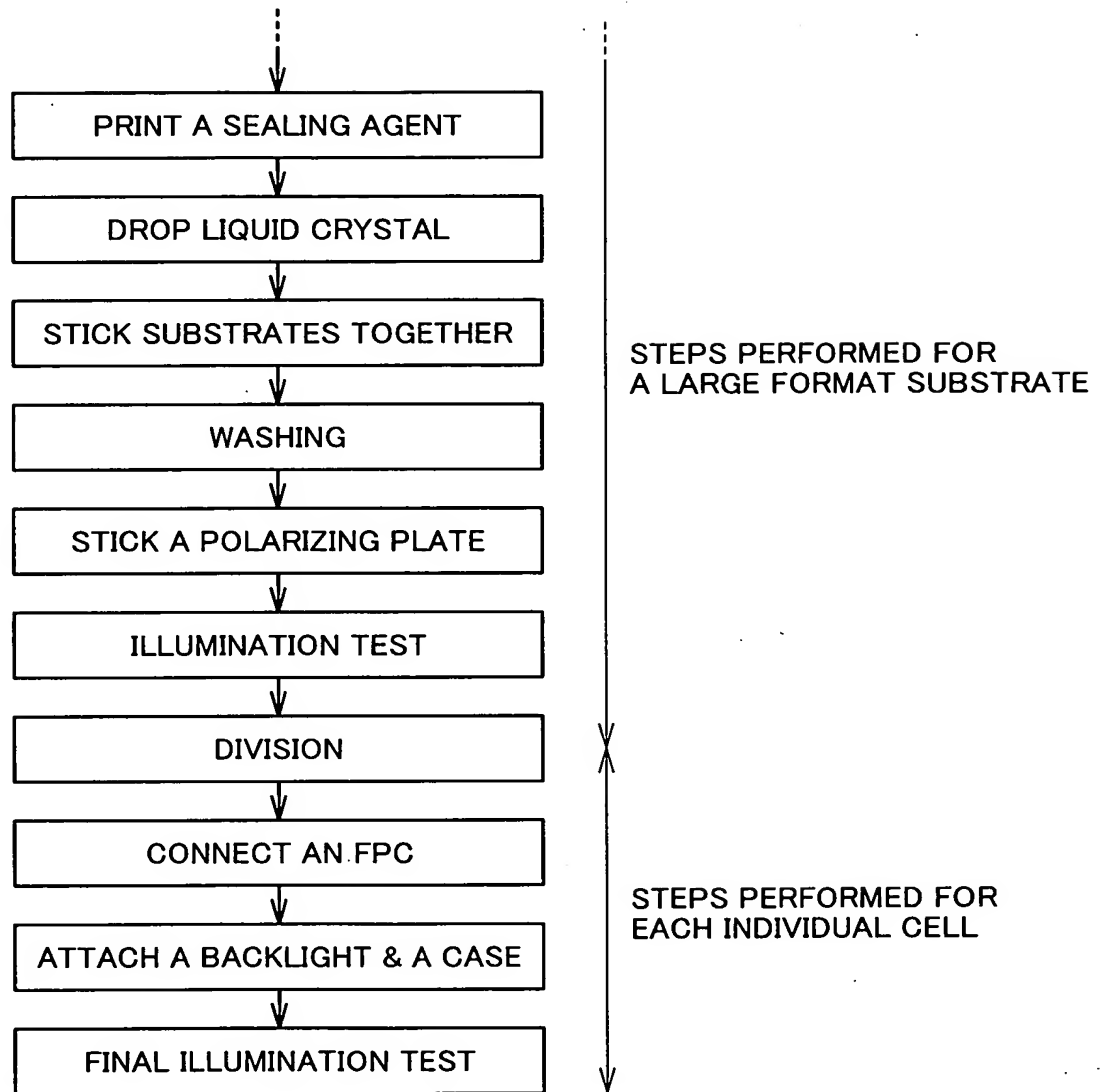 PRINT A SEALING AGENT
DROP LIQUID CRYSTAL
STICK SUBSTRATES TOGETHER
WASHING
STICK A POLARIZING PLATE
ILLUMINATION TEST
DIVISION
CONNECT AN FPC
ATTACH A BACKLIGHT & A CASE
FINAL ILLUMINATION TEST
STEPS PERFORMED FOR
A LARGE FORMAT SUBSTRATE
STEPS PERFORMED FOR
EACH INDIVIDUAL CELL